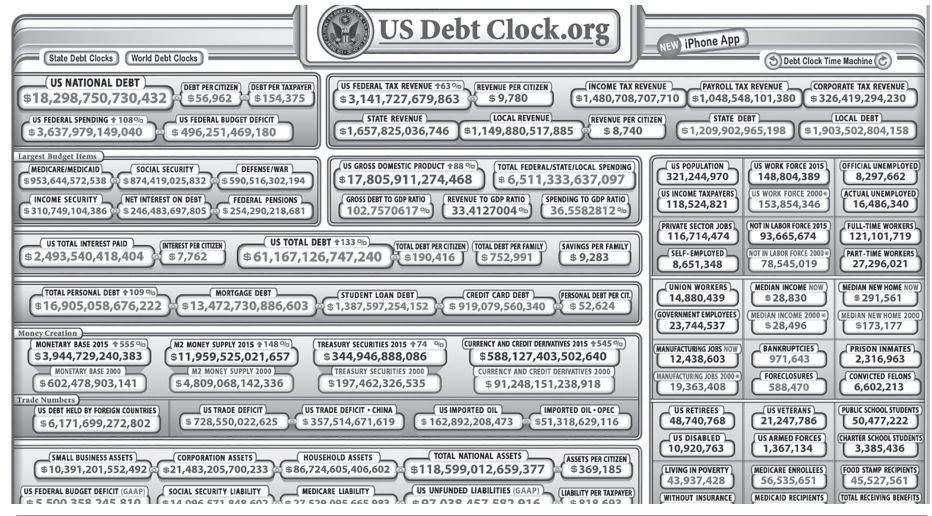 US Debt Clock.org
NEW iPhone App
State Debt Clocks World Debt Clocks
Debt Clock Time Machine
US NATIONAL DEBT
$18,298,750,730,432
DEBT PER CITIZEN
$56,962
DEBT PER TAXPAYER
$154,375
US FEDERAL SPENDING ↑108%
$3,637,979,149,040
US FEDERAL BUDGET DEFICIT
$496,251,469,180
US FEDERAL TAX REVENUE ↑63%
$3,141,727,679,863
REVENUE PER CITIZEN
$9,780
INCOME TAX REVENUE
$1,480,708,707,710
PAYROLL TAX REVENUE
$1,048,548,101,380
CORPORATE TAX REVENUE
$326,419,294,230
STATE REVENUE
$1,657,825,036,746
LOCAL REVENUE
$1,149,880,517,885
REVENUE PER CITIZEN
$8,740
STATE DEBT
$1,209,902,965,198
LOCAL DEBT
$1,903,502,804,158
Largest Budget Items
MEDICARE/MEDICAID
$953,644,572,538
SOCIAL SECURITY
$874,419,025,832
DEFENSE/WAR
$590,516,302,194
INCOME SECURITY
$310,749,104,386
NET INTEREST ON DEBT
$246,483,697,805
FEDERAL PENSIONS
$254,290,218,681
US GROSS DOMESTIC PRODUCT ↑88%
$17,805,911,274,468
TOTAL FEDERAL/STATE/LOCAL SPENDING
$6,511,333,637,097
GROSS DEBT TO GDP RATIO
102.7570617%
REVENUE TO GDP RATIO
33.4127004%
SPENDING TO GDP RATIO
36.5582812%
US TOTAL INTEREST PAID
$2,493,540,418,404
INTEREST PER CITIZEN
$7,762
US TOTAL DEBT ↑133%
$61,167,126,747,240
TOTAL DEBT PER CITIZEN
$190,416
TOTAL DEBT PER FAMILY
$752,991
SAVINGS PER FAMILY
$9,283
TOTAL PERSONAL DEBT ↑109%
$16,905,058,676,222
MORTGAGE DEBT
$13,472,730,886,603
STUDENT LOAN DEBT
$1,387,597,254,152
CREDIT CARD DEBT
$919,079,560,340
PERSONAL DEBT PER CIT.
$52,624
Money Creation
MONETARY BASE 2015 ↑555%
$3,944,729,240,383
M2 MONEY SUPPLY 2015 ↑148%
$11,959,525,021,657
TREASURY SECURITIES 2015 ↑74 %
$344,946,888,086
CURRENCY AND CREDIT DERIVATIVES 2015 ↑545%
$588,127,403,502,640
MONETARY BASE 2000
$602,478,903,141
M2 MONEY SUPPLY 2000
$4,809,068,142,336
TREASURY SECURITIES 2000
$197,462,326,535
CURRENCY AND CREDIT DERIVATIVES 2000
$91,248,151,238,918
Trade Numbers
US DEBT HELD BY FOREIGN COUNTRIES
$6,171,699,272,802
US TRADE DEFICIT
$728,550,022,625
US TRADE DEFICIT • CHINA
$357,514,671,619
US IMPORTED OIL
$162,892,208,473
IMPORTED OIL • OPEC
$51,318,629,116
SMALL BUSINESS ASSETS
$10,391,201,552,492
CORPORATION ASSETS
$21,483,205,700,233
HOUSEHOLD ASSETS
$86,724,605,406,602
TOTAL NATIONAL ASSETS
$118,599,012,659,377
ASSETS PER CITIZEN
$369,185
US FEDERAL BUDGET DEFICIT (GAAP)
SOCIAL SECURITY LIABILITY
MEDICARE LIABILITY
US UNFUNDED LIABILITIES (GAAP)
LIABILITY PER TAXPAYER
US POPULATION
321,244,970
US WORK FORCE 2015
148,804,389
OFFICIAL UNEMPLOYED
8,297,662
US INCOME TAXPAYERS
118,524,821
US WORK FORCE 2000
153,854,346
ACTUAL UNEMPLOYED
16,486,340
PRIVATE SECTOR JOBS
116,714,474
NOT IN LABOR FORCE 2015
93,665,674
FULL-TIME WORKERS
121,101,719
SELF-EMPLOYED
8,651,348
NOT IN LABOR FORCE 2000
78,545,019
PART-TIME WORKERS
27,296,021
UNION WORKERS
14,880,439
MEDIAN INCOME NOW
$28,830
MEDIAN NEW HOME NOW
$291,561
GOVERNMENT EMPLOYEES
23,744,537
MEDIAN INCOME 2000
$28,496
MEDIAN NEW HOME 2000
$173,177
MANUFACTURING JOBS NOW
12,438,603
BANKRUPTCIES
971,643
PRISON INMATES
2,316,963
MANUFACTURING JOBS 2000
19,363,408
FORECLOSURES
588,470
CONVICTED FELONS
6,602,213
US RETIREES
48,740,768
US VETERANS
21,247,786
PUBLIC SCHOOL STUDENTS
50,477,222
US DISABLED
10,920,763
US ARMED FORCES
1,367,134
CHARTER SCHOOL STUDENTS
3,385,436
LIVING IN POVERTY
43,937,428
MEDICARE ENROLLEES
56,535,651
FOOD STAMP RECIPIENTS
45,527,561
WITHOUT INSURANCE
MEDICAID RECIPIENTS
TOTAL RECEIVING BENEFITS